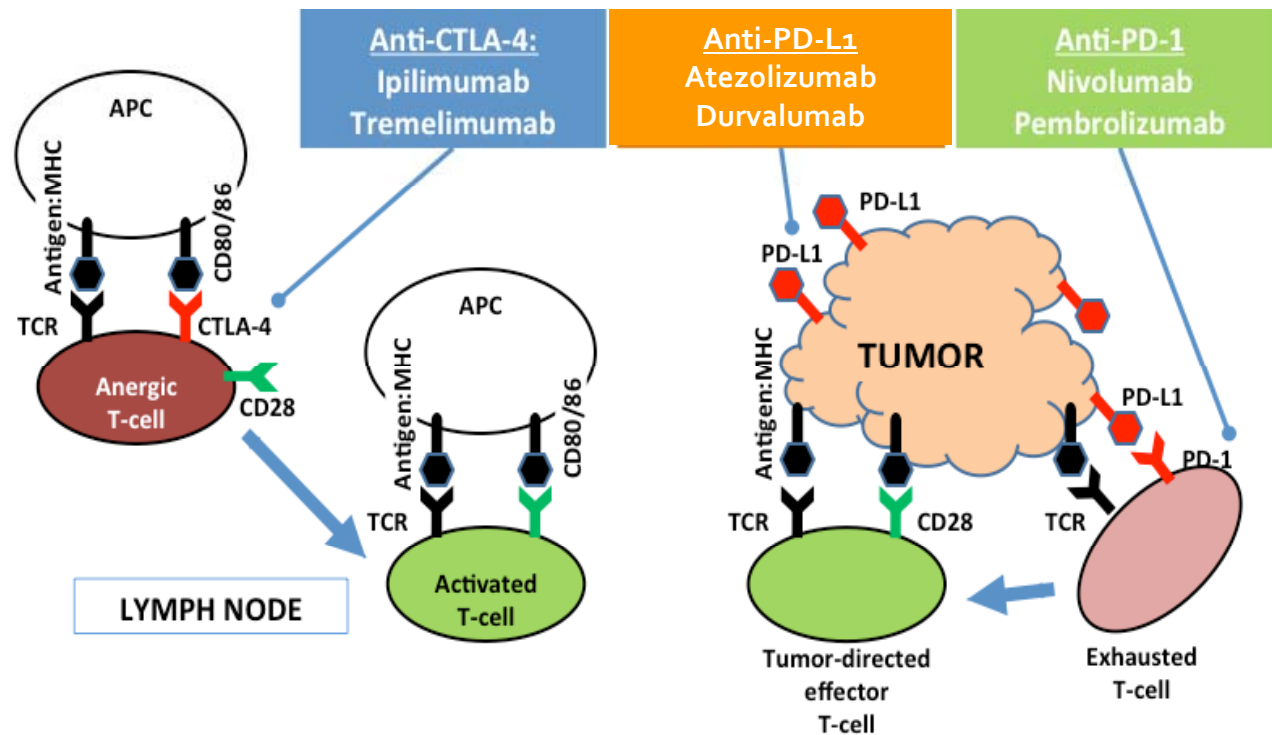 Anti-CTLA-4:
Ipilimumab
Tremelimumab
Anti-PD-L1
Atezolizumab
Durvalumab
Anti-PD-1
Nivolumab
Pembrolizumab
APC
Antigen:MHC
CD80/86
TCR
CTLA-4
Anergic
T-cell
CD28
APC
Antigen:MHC
CD80/86
TCR
Activated
T-cell
LYMPH NODE
PD-L1
PD-L1
TUMOR
Antigen:MHC
PD-L1
PD-1
TCR
CD28
TCR
Tumor-directed
effector
T-cell
Exhausted
T-cell